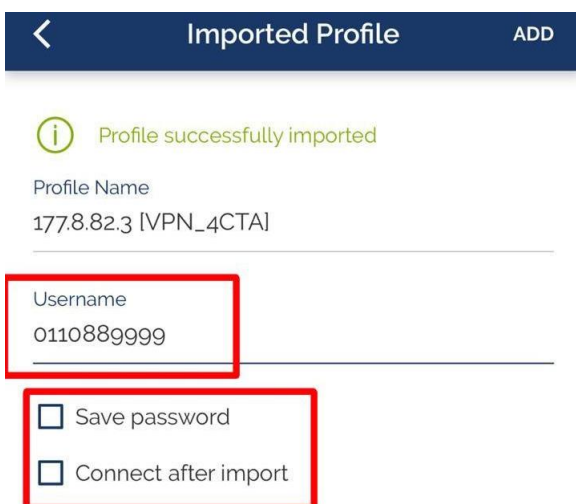 Imported Profile ADD
Profile successfully imported
Profile Name
177.8.82.3 [VPN_4CTA]
Username
0110889999
Save password
Connect after import